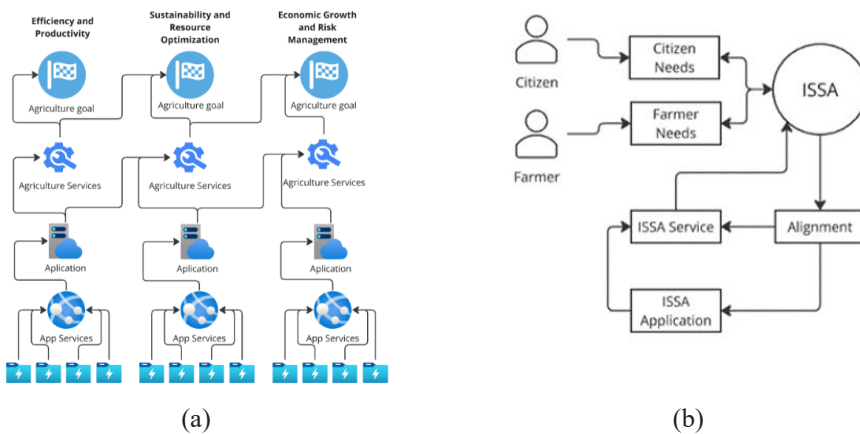 Efficiency and
Productivity
Sustainability and
Resource
Optimization
Economic Growth
and Risk
Management
Agriculture goal
Agriculture goal
Agriculture goal
Agriculture Services
Agriculture Services
Agriculture Services
Aplication
Aplication
Aplication
App Services
App Services
App Services
(a)
Citizen
Citizen
Needs
Farmer
Farmer
Needs
ISSA
ISSA Service
Alignment
ISSA
Application
(b)